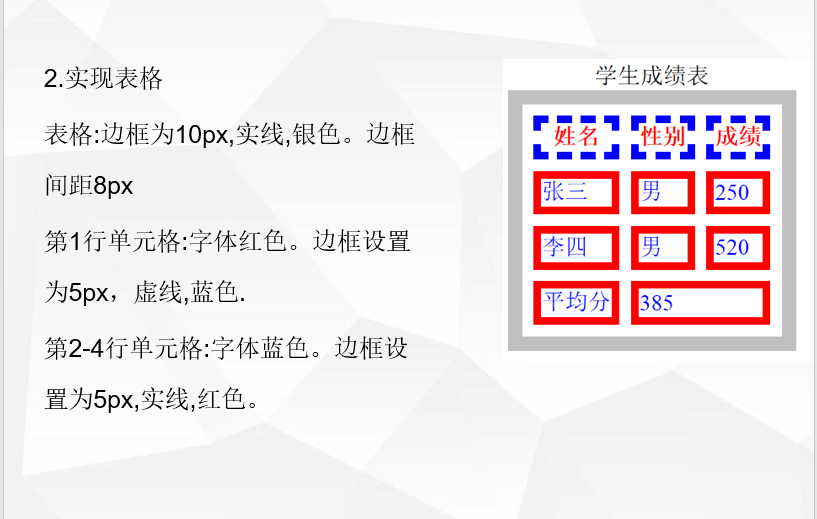 2.实现表格
表格:边框为10px,实线,银色。边框
间距8px
第1行单元格:字体红色。边框设置
为5px，虚线,蓝色.
第2-4行单元格:字体蓝色。边框设
置为5px,实线,红色。
学生成绩表
姓名 性别 成绩
张三 男 250
李四 男 520
平均分 385